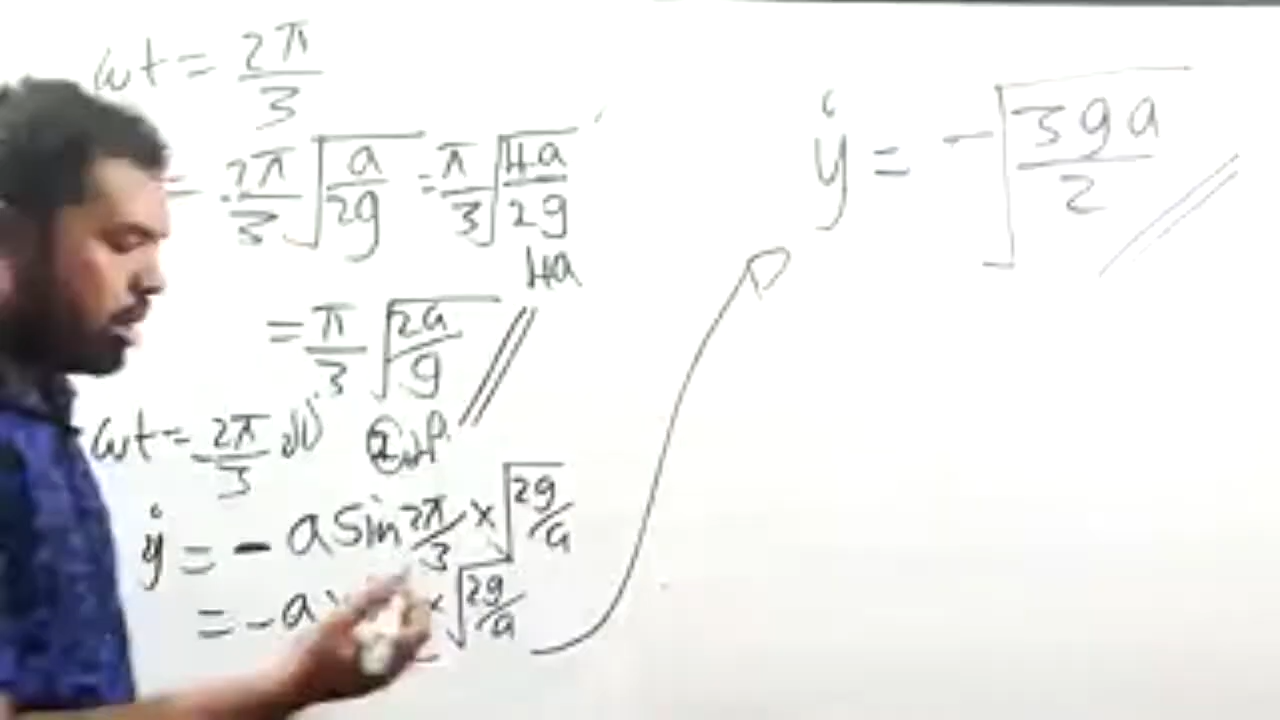 ωt = 2π/3
= 2π/3 √(a/2g) = π/3 √(4a/2g)
4a
= π/3 √(2a/g)
ωt = 2π/3
ẏ = - a sin 2π/3 × √(2g/a)
= - a × √(2g/a)
ẏ = - √(3ga/2)